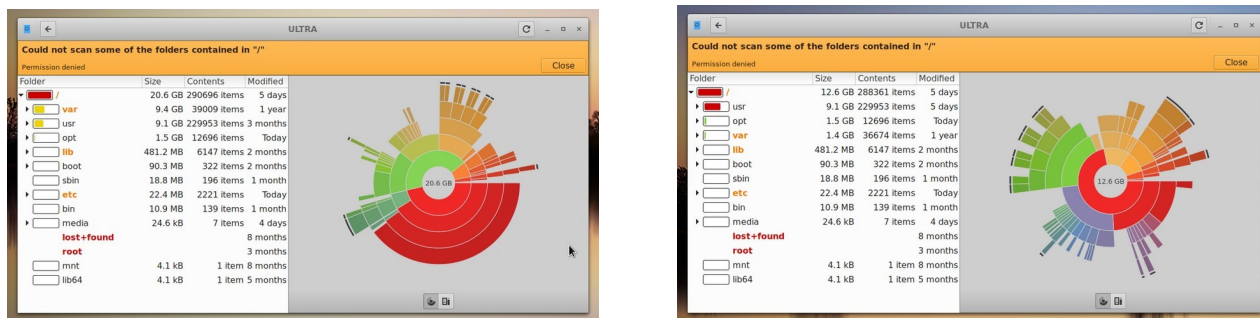 ULTRA
Could not scan some of the folders contained in "/"
Permission denied
Close
Folder Size Contents Modified
/ 20.6 GB 290696 items 5 days
var 9.4 GB 39009 items 1 year
usr 9.1 GB 229953 items 3 months
opt 1.5 GB 12696 items Today
lib 481.2 MB 6147 items 2 months
boot 90.3 MB 322 items 2 months
sbin 18.8 MB 196 items 1 month
etc 22.4 MB 2221 items Today
bin 10.9 MB 139 items 1 month
media 24.6 kB 7 items 4 days
lost+found 8 months
root 3 months
mnt 4.1 kB 1 item 8 months
lib64 4.1 kB 1 item 5 months
20.6 GB
ULTRA
Could not scan some of the folders contained in "/"
Permission denied
Close
Folder Size Contents Modified
/ 12.6 GB 288361 items 5 days
usr 9.1 GB 229953 items 5 days
opt 1.5 GB 12696 items Today
var 1.4 GB 36674 items 1 year
lib 481.2 MB 6147 items 2 months
boot 90.3 MB 322 items 2 months
sbin 18.8 MB 196 items 1 month
etc 22.4 MB 2221 items Today
bin 10.9 MB 139 items 1 month
media 24.6 kB 7 items 4 days
lost+found 8 months
root 3 months
mnt 4.1 kB 1 item 8 months
lib64 4.1 kB 1 item 5 months
12.6 GB